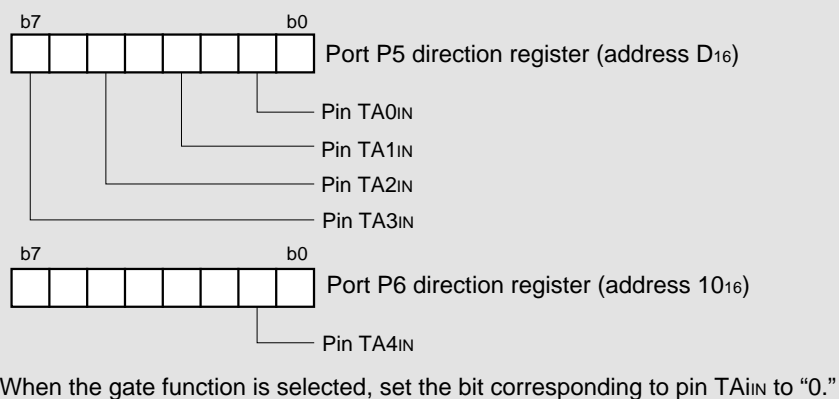 b7 b0
Port P5 direction register (address D16)
Pin TA0IN
Pin TA1IN
Pin TA2IN
Pin TA3IN
b7 b0
Port P6 direction register (address 1016)
Pin TA4IN
When the gate function is selected, set the bit corresponding to pin TAiIN to “0.”